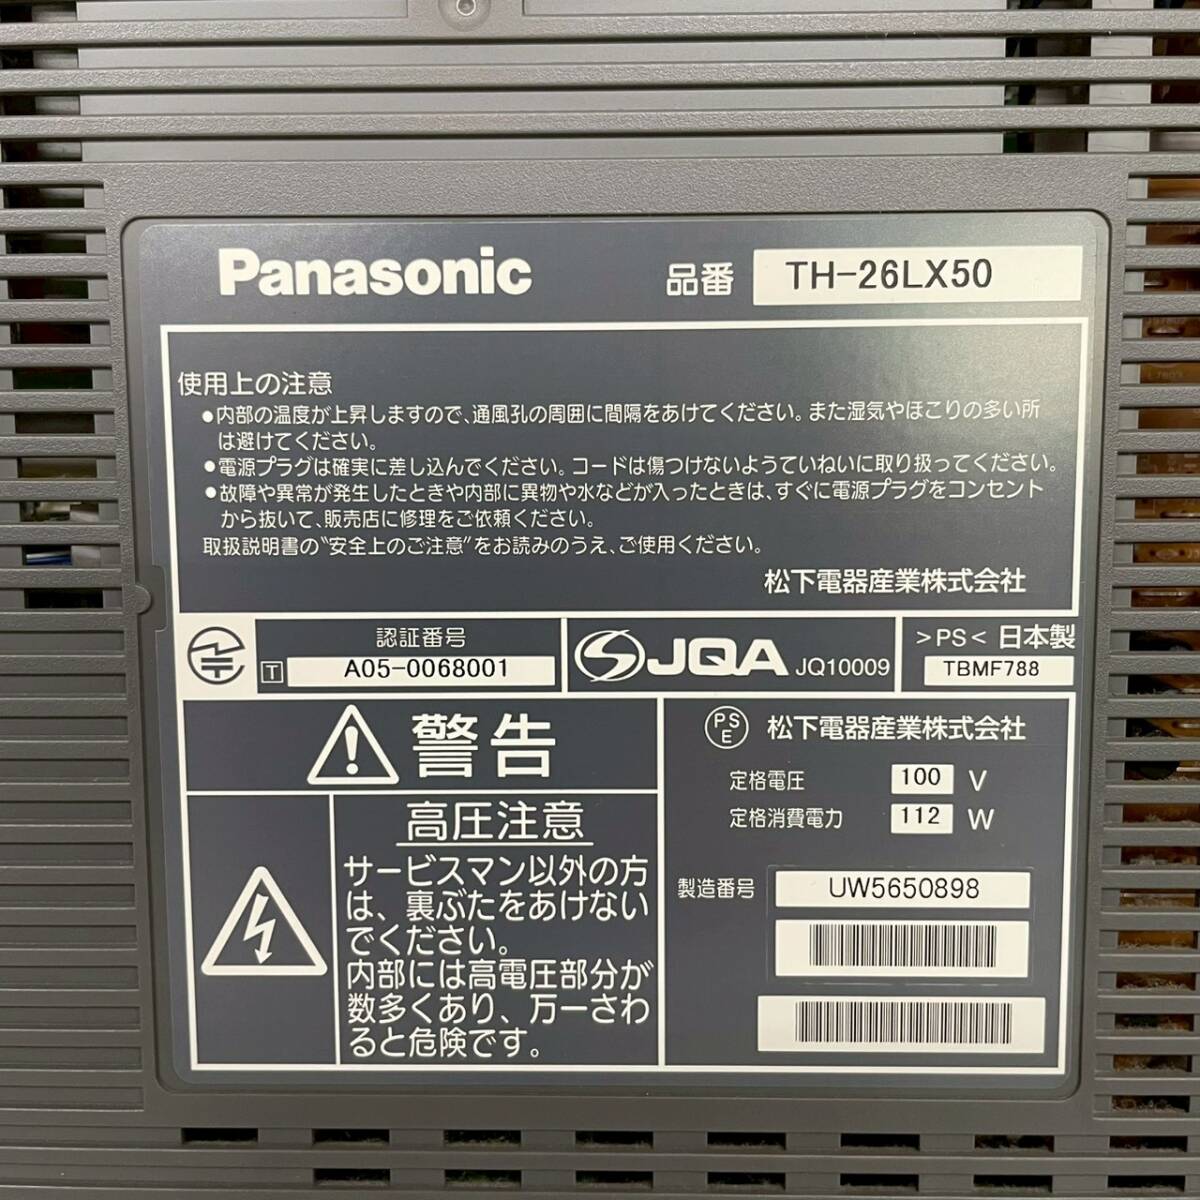 Panasonic 品番 TH-26LX50
使用上の注意
●内部の温度が上昇しますので、通風孔の周囲に間隔をあけてください。また湿気やほこりの多い所
は避けてください。
●電源プラグは確実に差し込んでください。コードは傷つけないようていねいに取り扱ってください。
●故障や異常が発生したときや内部に異物や水などが入ったときは、すぐに電源プラグをコンセント
から抜いて、販売店に修理をご依頼ください。
取扱説明書の"安全上のご注意"をお読みのうえ、ご使用ください。
松下電器産業株式会社
認証番号
T A05-0068001
JQA JQ10009
>PS< 日本製
TBMF788
警告
高圧注意
サービスマン以外の方
は、裏ぶたをあけない
でください。
内部には高電圧部分が
数多くあり、万一さわ
ると危険です。
PS
E
松下電器産業株式会社
定格電圧 100 V
定格消費電力 112 W
製造番号 UW5650898